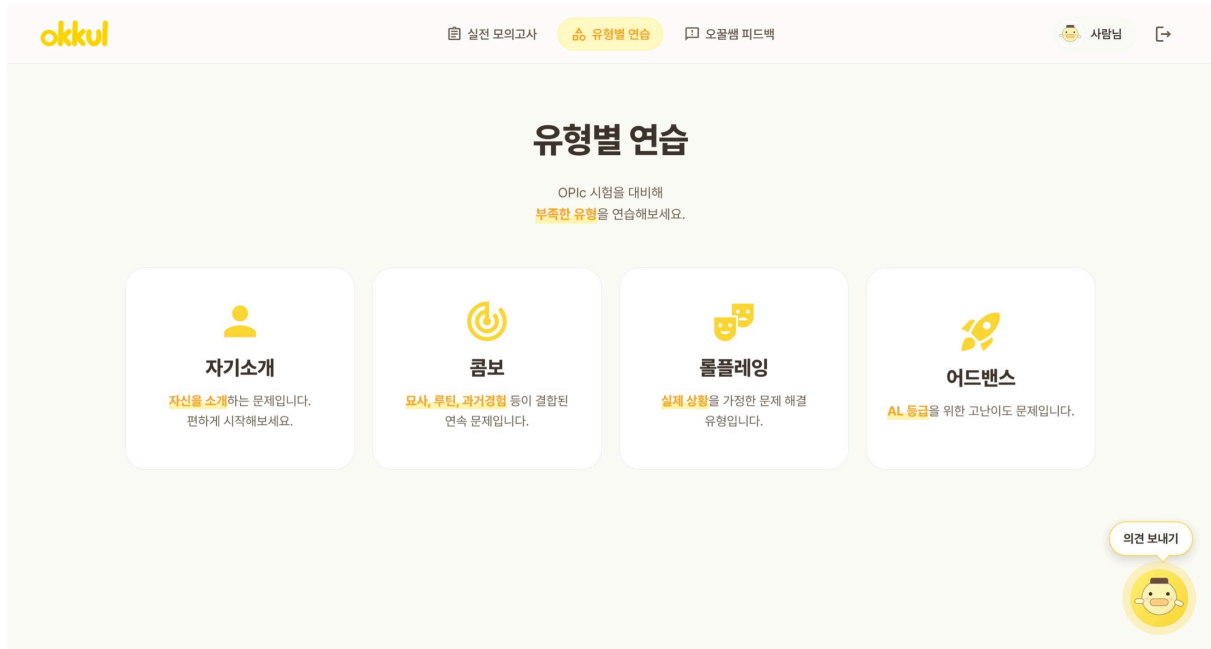 okkul
실전 모의고사
유형별 연습
오꿀쌤 피드백
사람님
유형별 연습
OPIc 시험을 대비해
부족한 유형을 연습해보세요.
자기소개
자신을 소개하는 문제입니다.
편하게 시작해보세요.
콤보
묘사, 루틴, 과거경험 등이 결합된
연속 문제입니다.
롤플레잉
실제 상황을 가정한 문제 해결
유형입니다.
어드밴스
AL 등급을 위한 고난이도 문제입니다.
의견 보내기